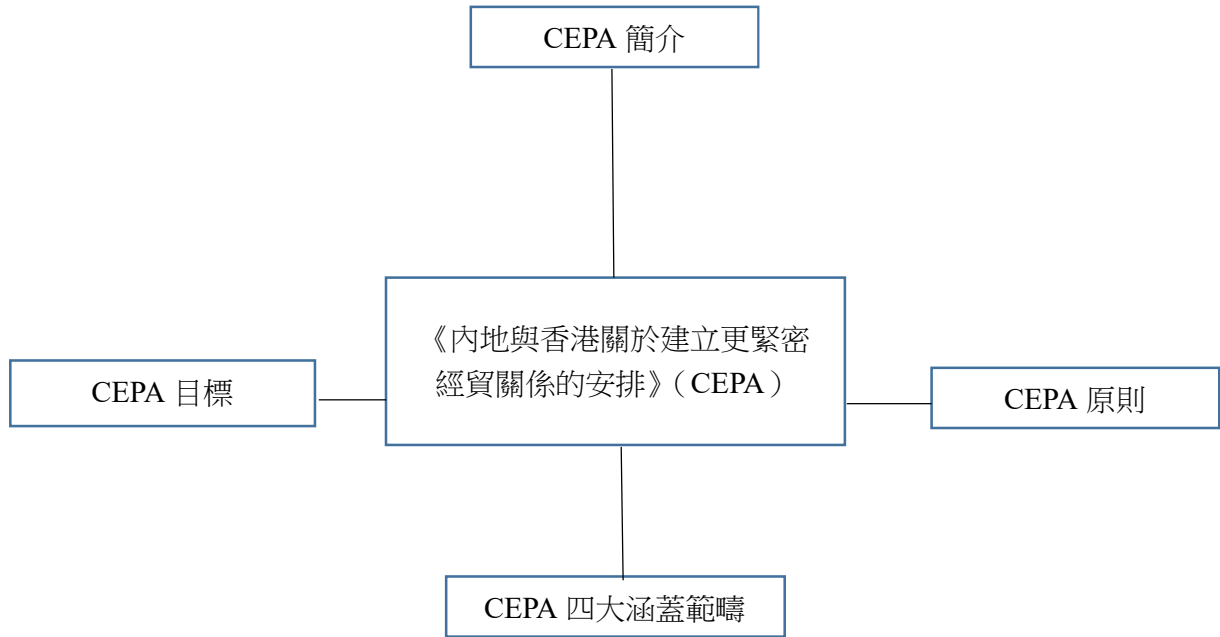 CEPA 簡介
《內地與香港關於建立更緊密
經貿關係的安排》（CEPA）
CEPA 目標
CEPA 原則
CEPA 四大涵蓋範疇